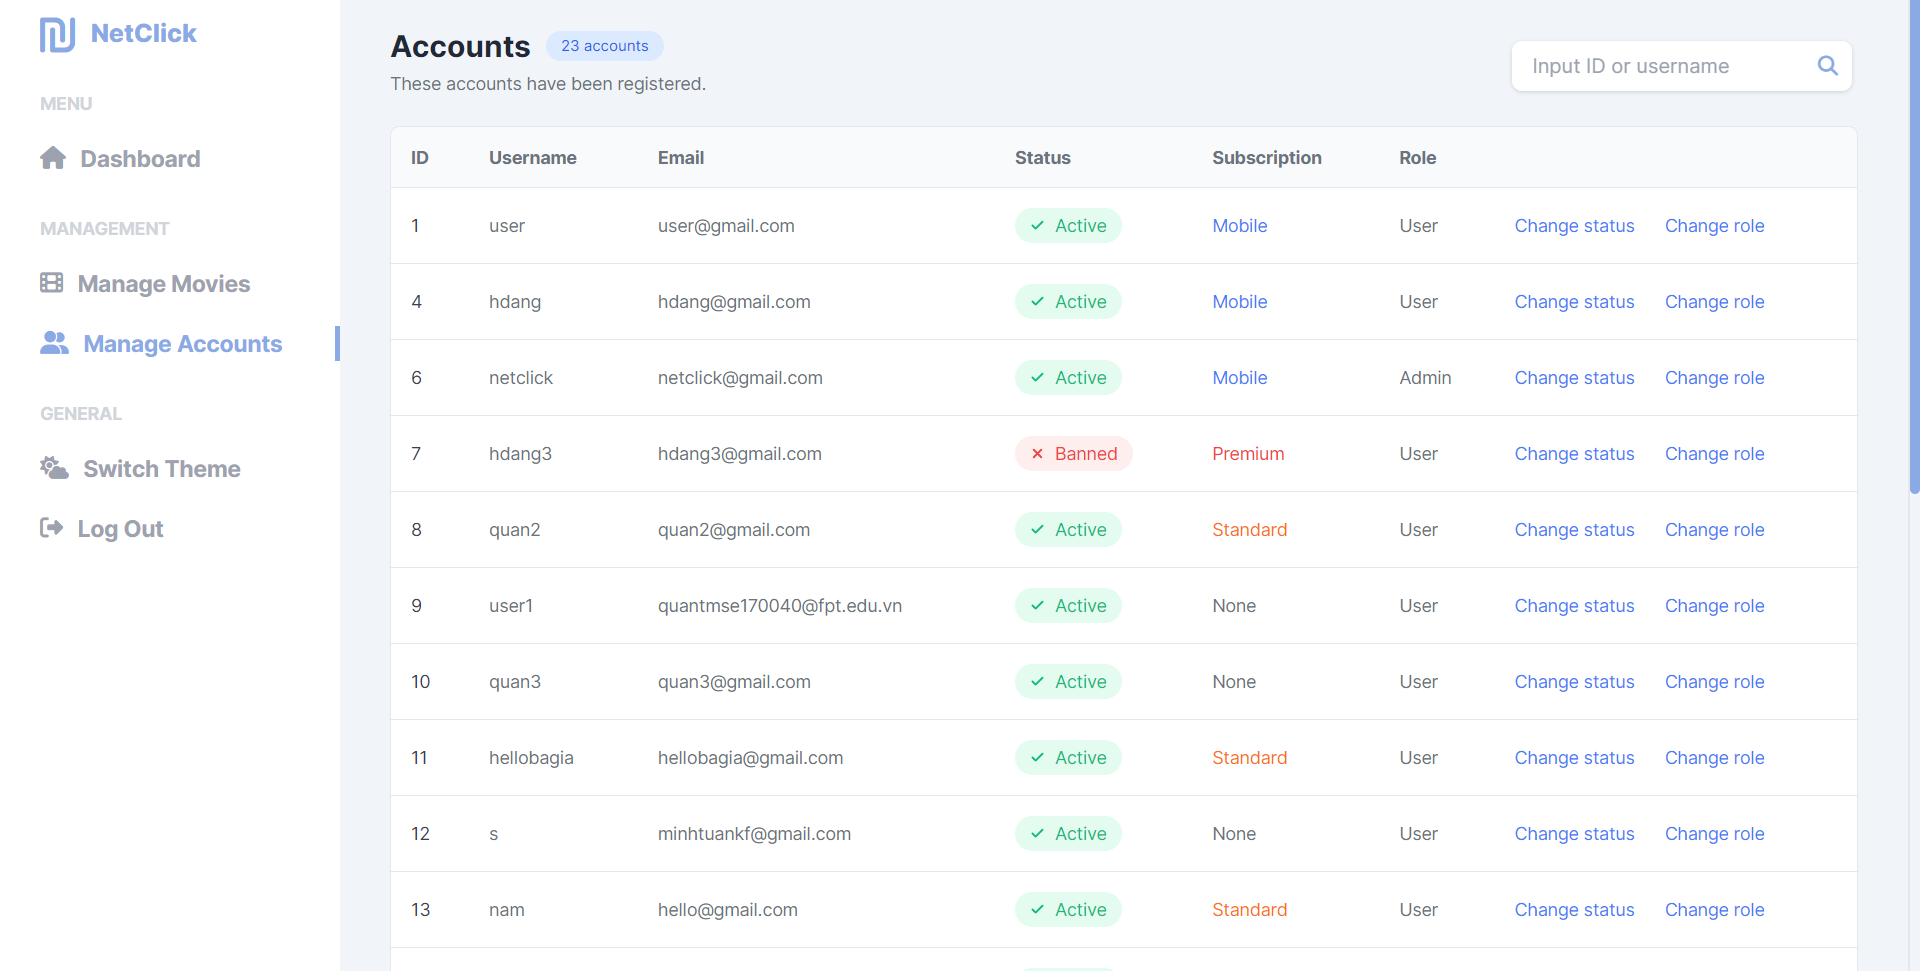 NetClick
MENU
Dashboard
MANAGEMENT
Manage Movies
Manage Accounts
GENERAL
Switch Theme
Log Out
Accounts 23 accounts
These accounts have been registered.
Input ID or username
ID Username Email Status Subscription Role
1 user user@gmail.com Active Mobile User Change status Change role
4 hdang hdang@gmail.com Active Mobile User Change status Change role
6 netclick netclick@gmail.com Active Mobile Admin Change status Change role
7 hdang3 hdang3@gmail.com Banned Premium User Change status Change role
8 quan2 quan2@gmail.com Active Standard User Change status Change role
9 user1 quantmse170040@fpt.edu.vn Active None User Change status Change role
10 quan3 quan3@gmail.com Active None User Change status Change role
11 hellobagia hellobagia@gmail.com Active Standard User Change status Change role
12 s minhtuankf@gmail.com Active None User Change status Change role
13 nam hello@gmail.com Active Standard User Change status Change role